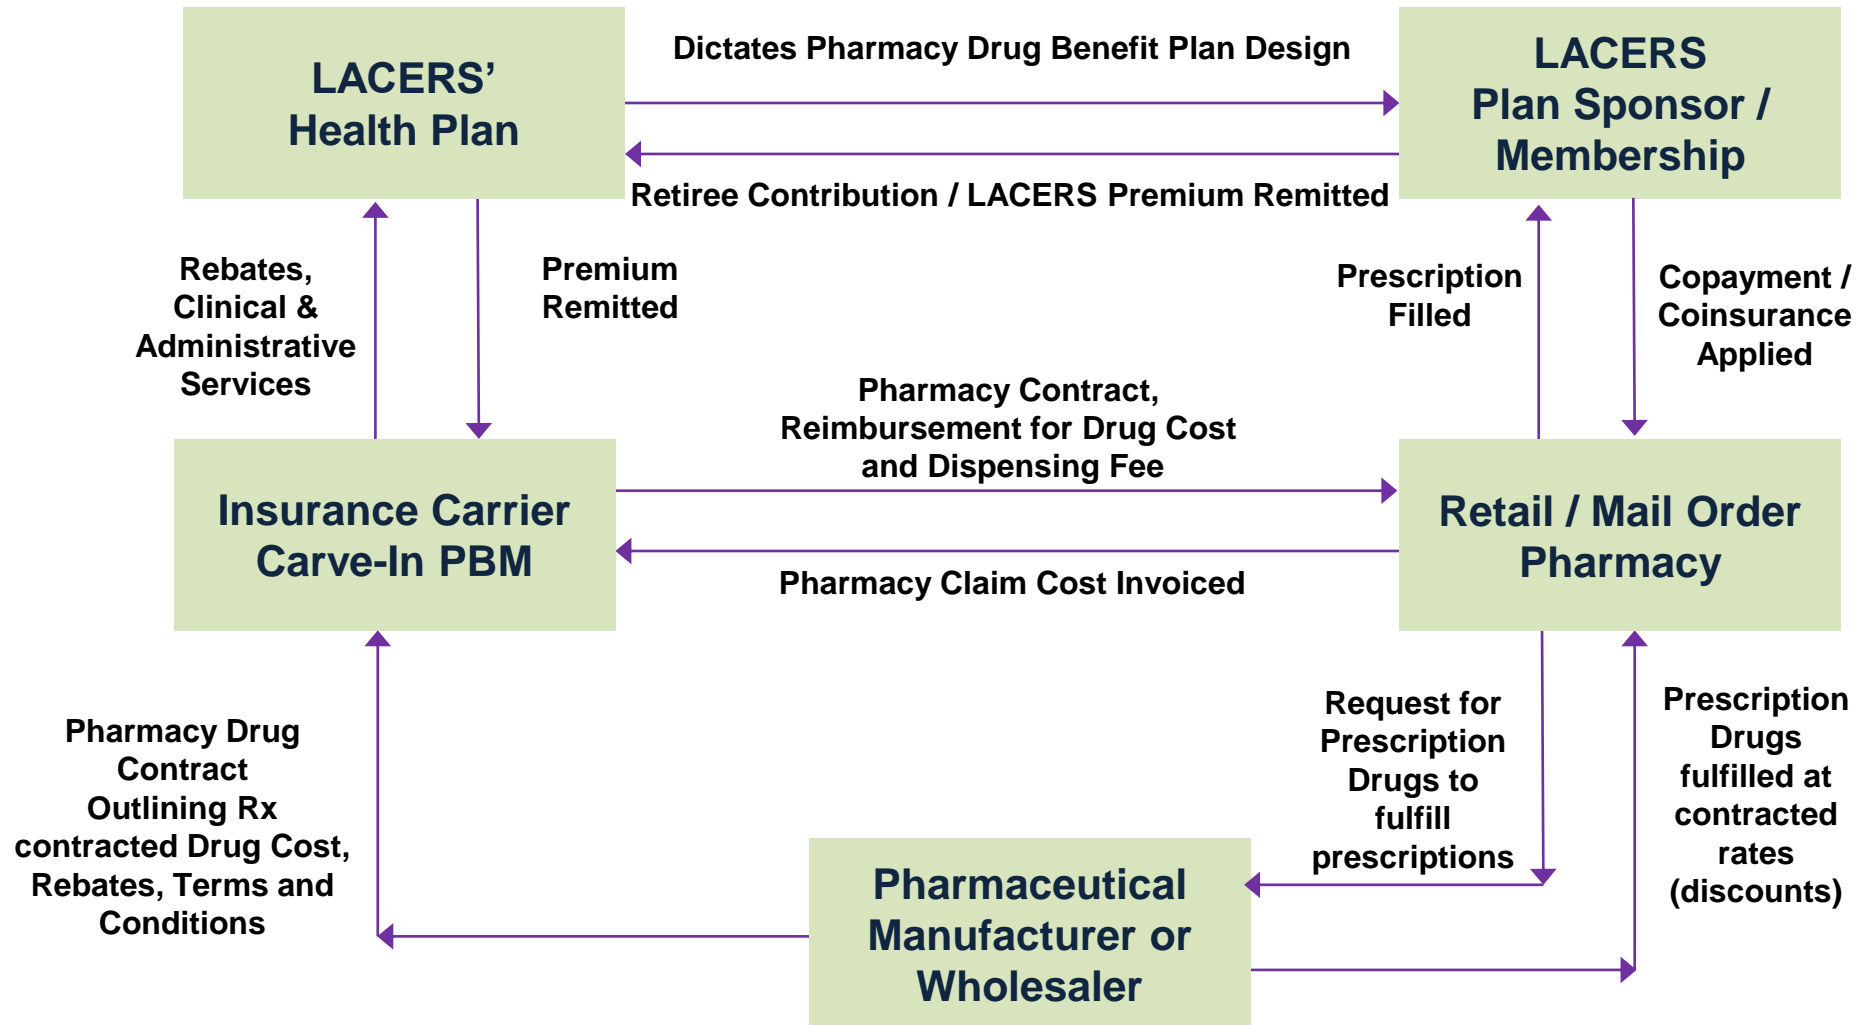 LACERS’
Health Plan
Dictates Pharmacy Drug Benefit Plan Design
LACERS
Plan Sponsor /
Membership
Retiree Contribution / LACERS Premium Remitted
Rebates,
Clinical &
Administrative
Services
Premium
Remitted
Prescription
Filled
Copayment /
Coinsurance
Applied
Pharmacy Contract,
Reimbursement for Drug Cost
and Dispensing Fee
Insurance Carrier
Carve-In PBM
Retail / Mail Order
Pharmacy
Pharmacy Claim Cost Invoiced
Pharmacy Drug
Contract
Outlining Rx
contracted Drug Cost,
Rebates, Terms and
Conditions
Request for
Prescription
Drugs to
fulfill
prescriptions
Prescription
Drugs
fulfilled at
contracted
rates
(discounts)
Pharmaceutical
Manufacturer or
Wholesaler